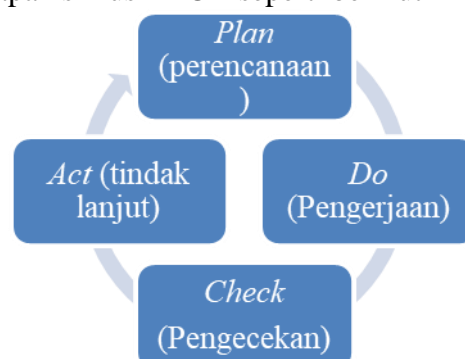 Plan
(perencanaan
)
Do
(Pengerjaan)
Check
(Pengecekan)
Act (tindak
lanjut)